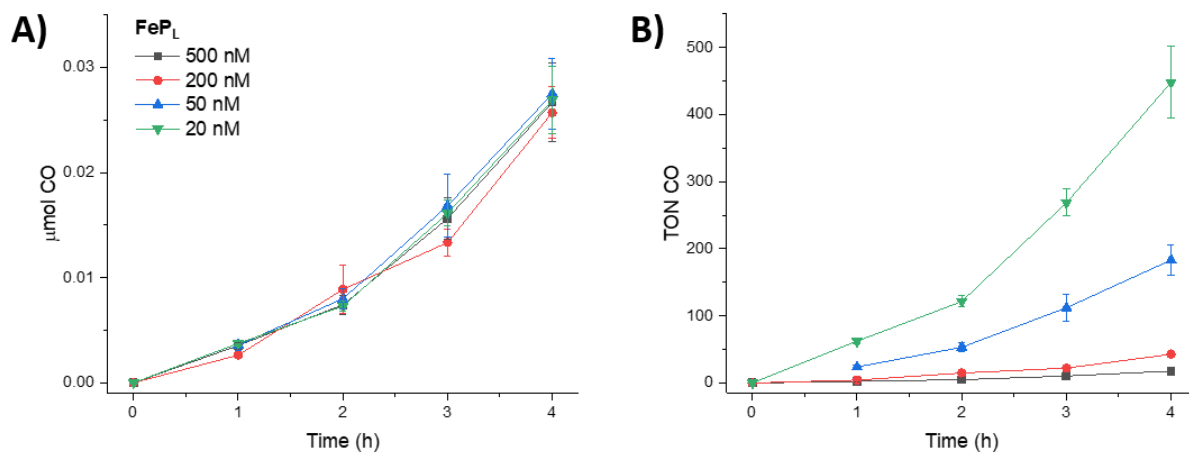 A)
FeP_L
500 nM
200 nM
50 nM
20 nM
μmol CO
0.03
0.02
0.01
0.00
0 1 2 3 4
Time (h)
B)
TON CO
500
400
300
200
100
0
0 1 2 3 4
Time (h)